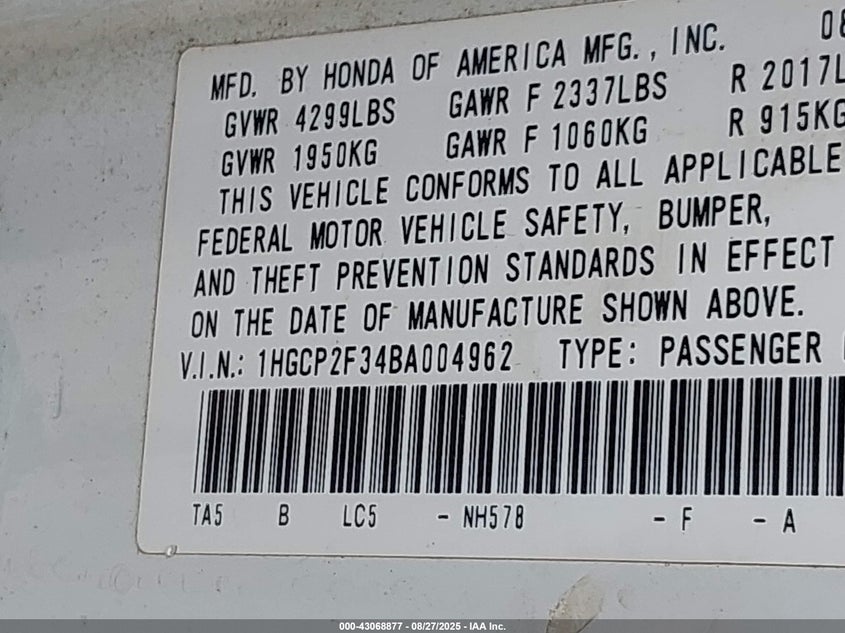 MFD. BY HONDA OF AMERICA MFG., INC. 08
GVWR 4299LBS GAWR F 2337LBS R 2017L
GVWR 1950KG GAWR F 1060KG R 915KG
THIS VEHICLE CONFORMS TO ALL APPLICABLE
FEDERAL MOTOR VEHICLE SAFETY, BUMPER,
AND THEFT PREVENTION STANDARDS IN EFFECT
ON THE DATE OF MANUFACTURE SHOWN ABOVE.
V.I.N.: 1HGCP2F34BA004962 TYPE: PASSENGER
TA5 B LC5 - NH578 - F - A
000-43068877 - 08/27/2025 - IAA Inc.